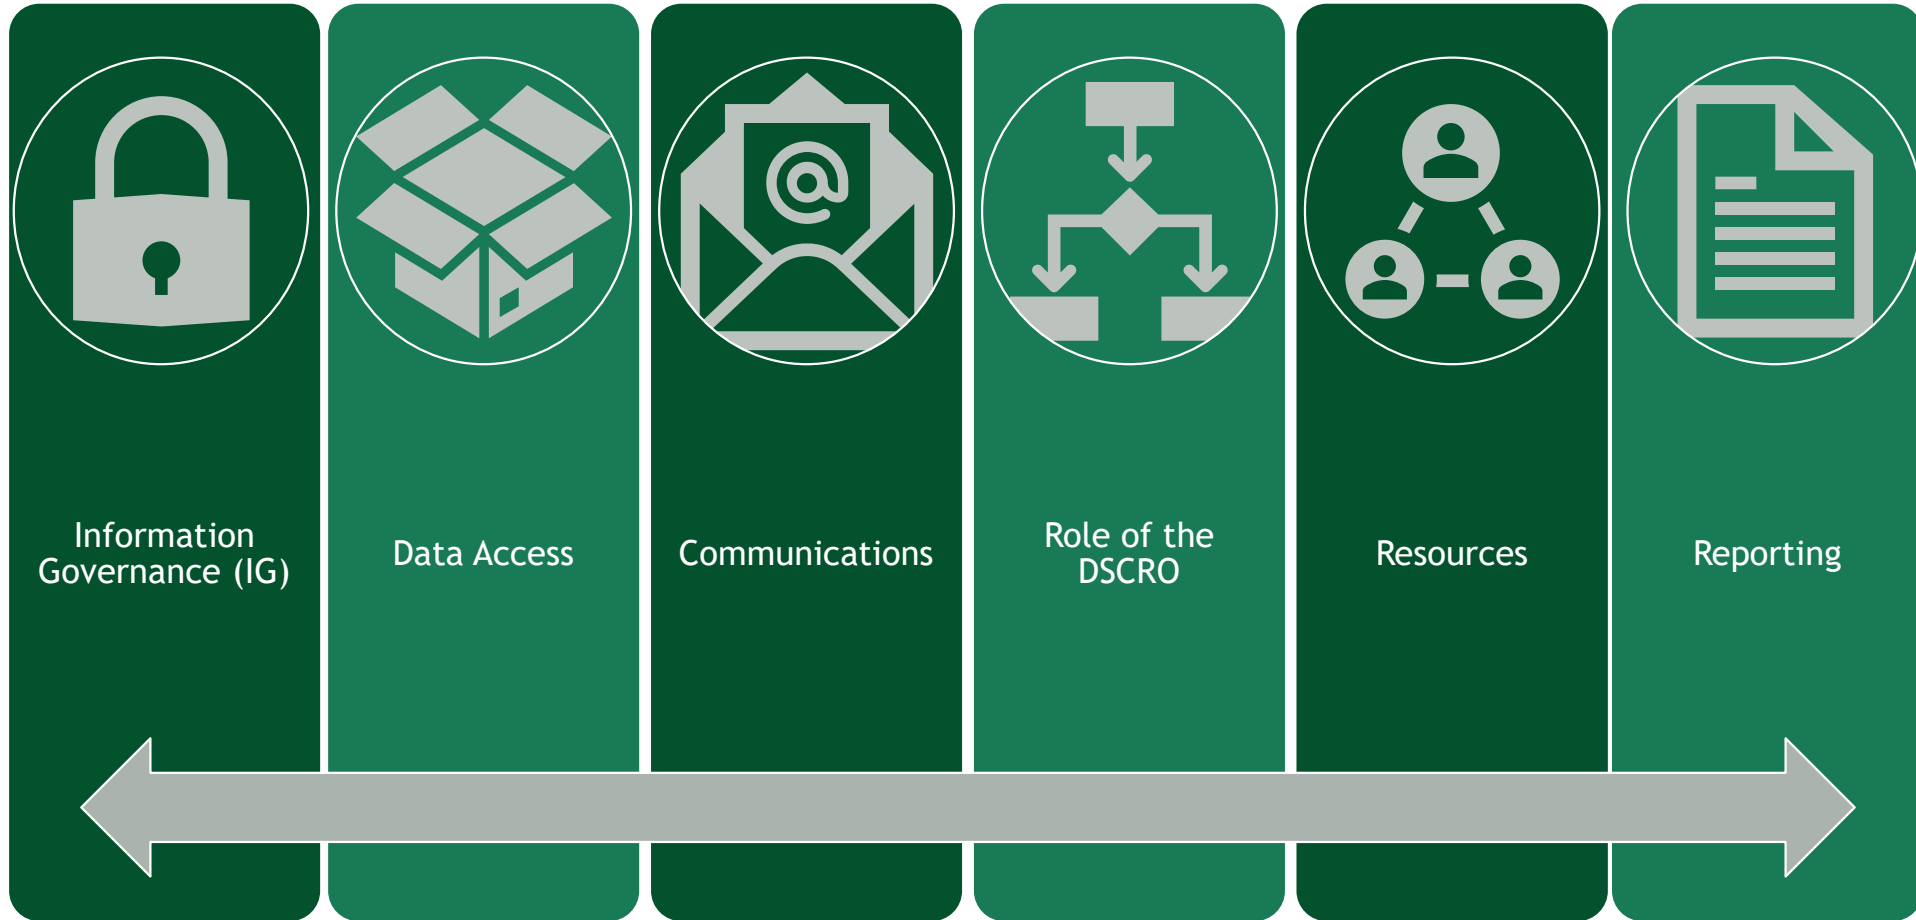 Information
Governance (IG)
Data Access
Communications
Role of the
DSCRO
Resources
Reporting